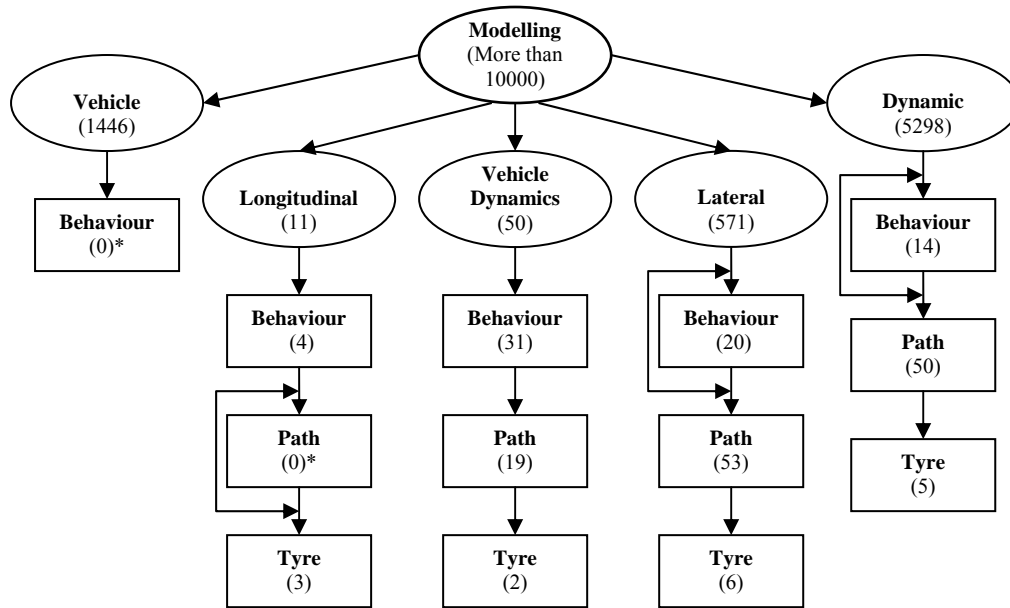 Modelling
(More than
10000)
Vehicle
(1446)
Behaviour
(0)*
Longitudinal
(11)
Behaviour
(4)
Path
(0)*
Tyre
(3)
Vehicle
Dynamics
(50)
Behaviour
(31)
Path
(19)
Tyre
(2)
Lateral
(571)
Behaviour
(20)
Path
(53)
Tyre
(6)
Dynamic
(5298)
Behaviour
(14)
Path
(50)
Tyre
(5)